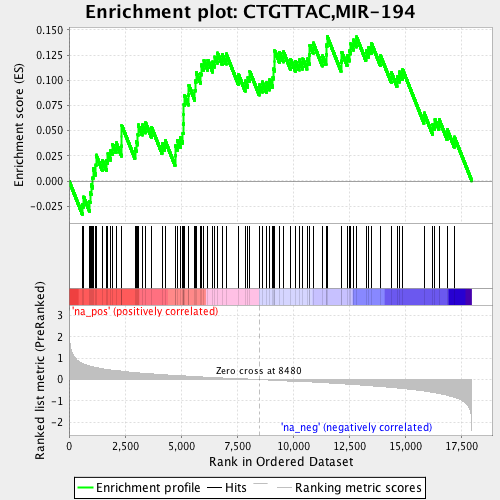 Enrichment plot: CTGTTAC,MIR-194
Enrichment score (ES)
0.150
0.125
0.100
0.075
0.050
0.025
0.000
-0.025
Ranked list metric (PreRanked)
'na_pos' (positively correlated)
3
2
1
0
-1
-2
Zero cross at 8480
'na_neg' (negatively correlated)
0
2,500
5,000
7,500
10,000
12,500
15,000
17,500
Rank in Ordered Dataset
Enrichment profile
Hits
Ranking metric scores